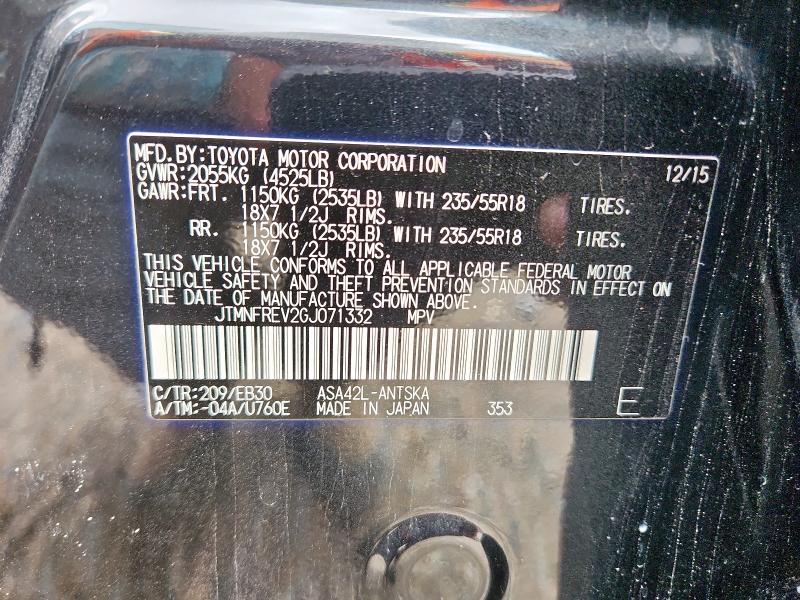 MFD.BY:TOYOTA MOTOR CORPORATION 12/15
GVWR:2055KG (4525LB)
GAWR:FRT. 1150KG (2535LB) WITH 235/55R18 TIRES.
18X7 1/2J RIMS.
RR. 1150KG (2535LB) WITH 235/55R18 TIRES.
18X7 1/2J RIMS.
THIS VEHICLE CONFORMS TO ALL APPLICABLE FEDERAL MOTOR
VEHICLE SAFETY AND THEFT PREVENTION STANDARDS IN EFFECT ON
THE DATE OF MANUFACTURE SHOWN ABOVE.
JTMNFREV2GJ071332 MPV
C/TR:209/EB30 ASA42L-ANTSKA
A/TM:-04A/U760E MADE IN JAPAN 353 E